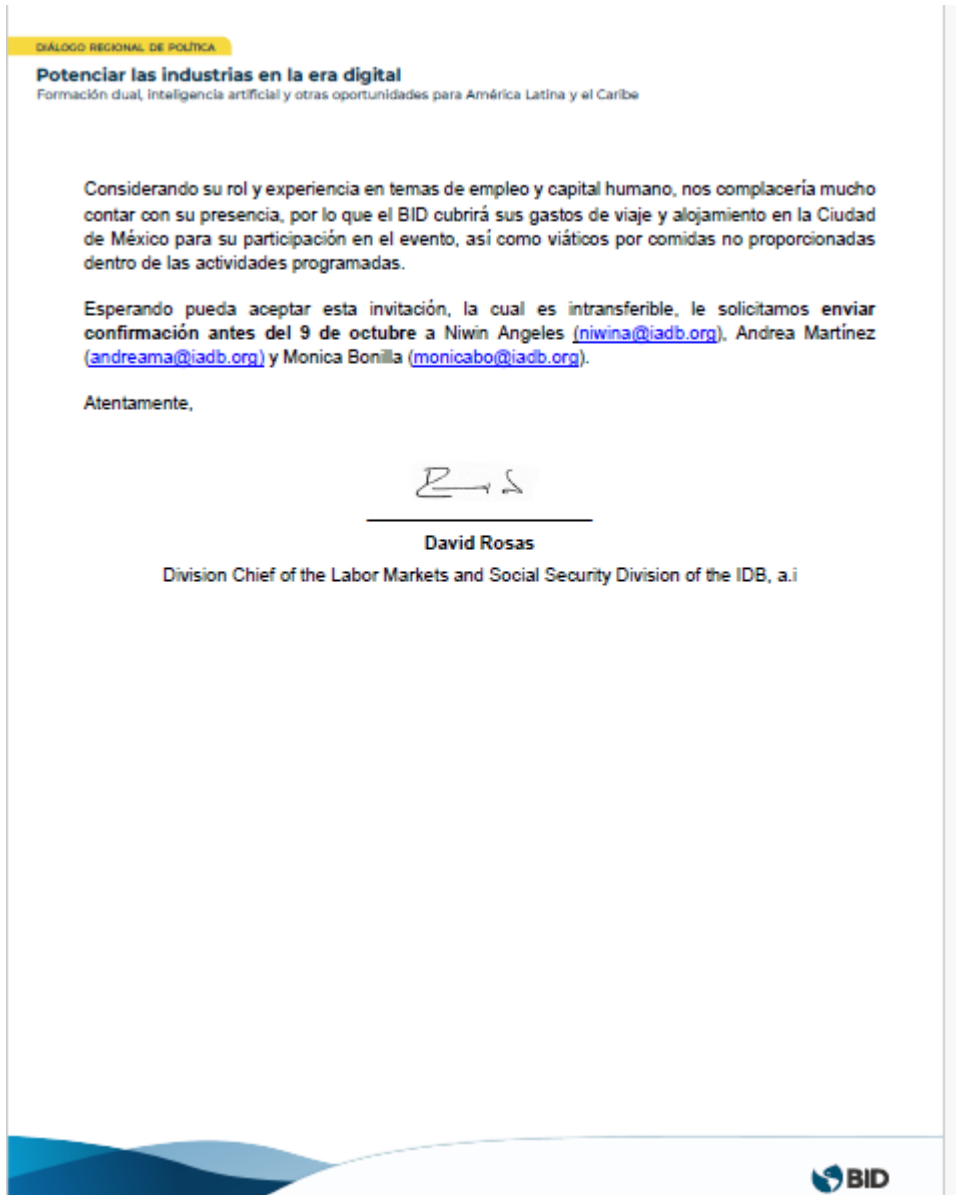 DIÁLOGO REGIONAL DE POLÍTICA
Potenciar las industrias en la era digital
Formación dual, inteligencia artificial y otras oportunidades para América Latina y el Caribe
Considerando su rol y experiencia en temas de empleo y capital humano, nos complacería mucho
contar con su presencia, por lo que el BID cubrirá sus gastos de viaje y alojamiento en la Ciudad
de México para su participación en el evento, así como viáticos por comidas no proporcionadas
dentro de las actividades programadas.
Esperando pueda aceptar esta invitación, la cual es intransferible, le solicitamos enviar
confirmación antes del 9 de octubre a Niwin Angeles (niwina@iadb.org), Andrea Martínez
(andreama@iadb.org) y Monica Bonilla (monicabo@iadb.org).
Atentamente,
David Rosas
Division Chief of the Labor Markets and Social Security Division of the IDB, a.i
BID